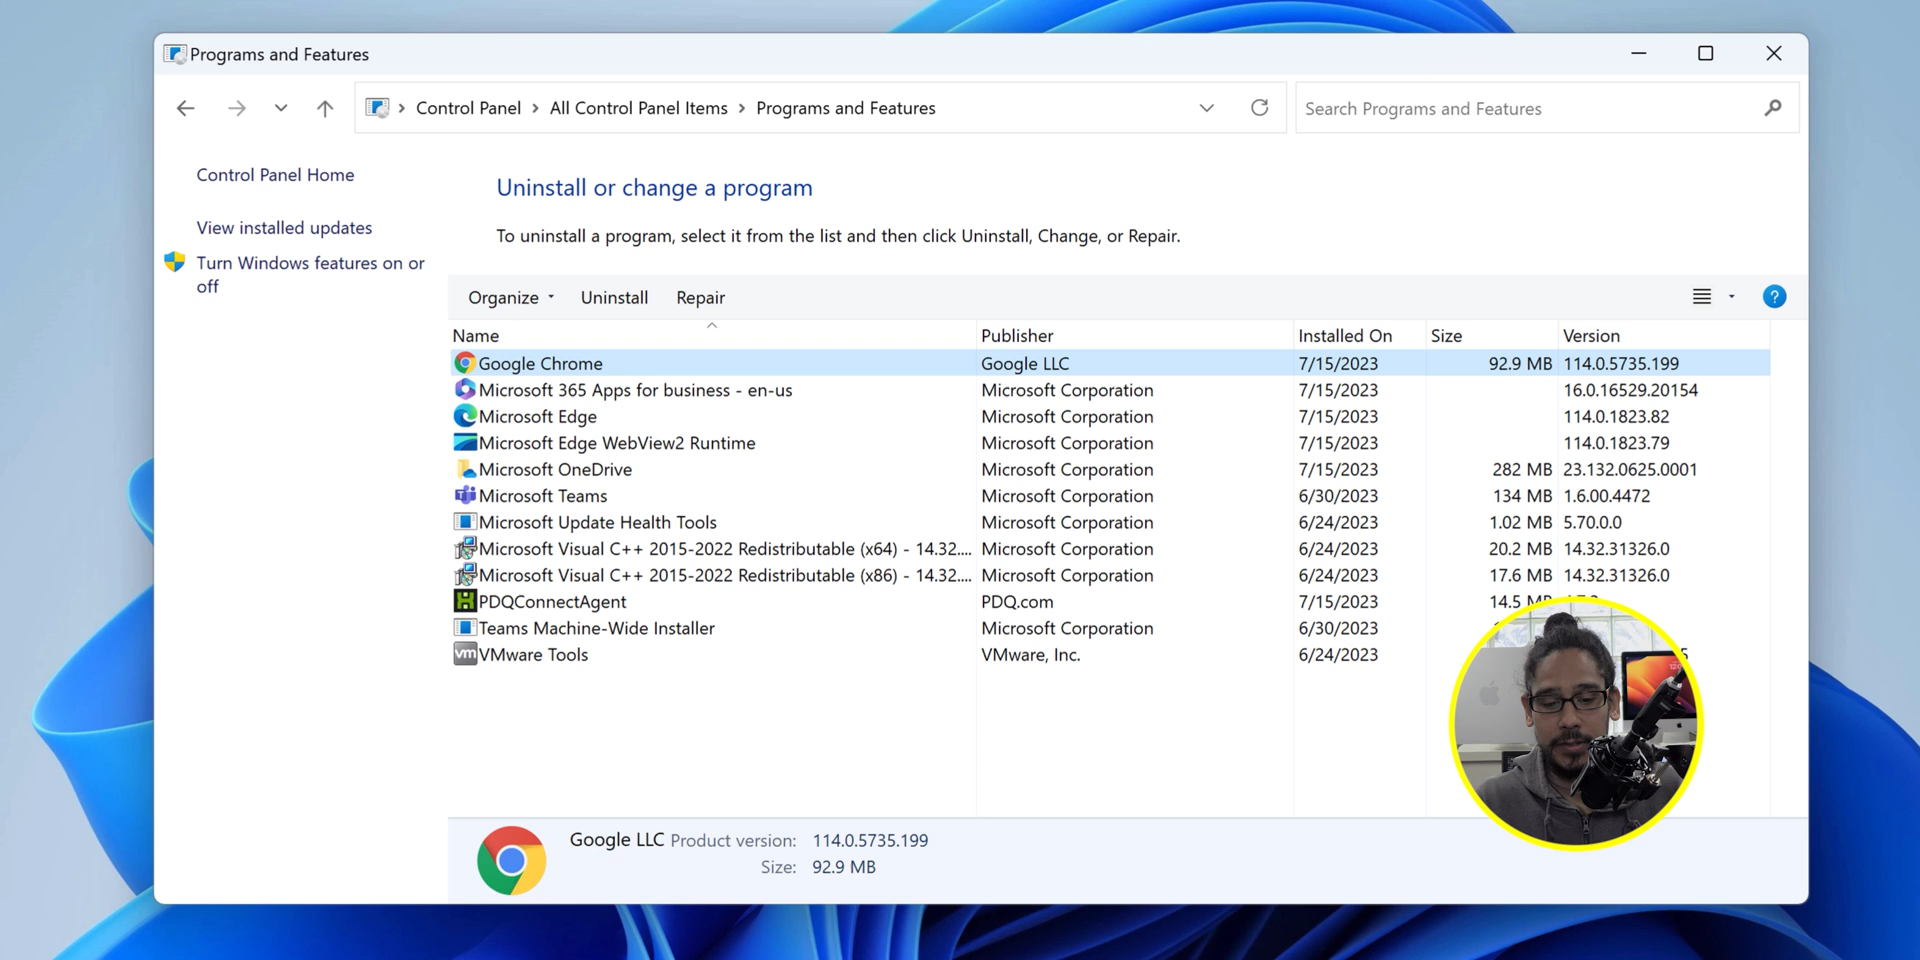 Programs and Features
Control Panel > All Control Panel Items > Programs and Features
Search Programs and Features
Control Panel Home
View installed updates
Turn Windows features on or
off
Uninstall or change a program
To uninstall a program, select it from the list and then click Uninstall, Change, or Repair.
Organize Uninstall Repair
Name Publisher Installed On Size Version
Google Chrome Google LLC 7/15/2023 92.9 MB 114.0.5735.199
Microsoft 365 Apps for business - en-us Microsoft Corporation 7/15/2023 16.0.16529.20154
Microsoft Edge Microsoft Corporation 7/15/2023 114.0.1823.82
Microsoft Edge WebView2 Runtime Microsoft Corporation 7/15/2023 114.0.1823.79
Microsoft OneDrive Microsoft Corporation 7/15/2023 282 MB 23.132.0625.0001
Microsoft Teams Microsoft Corporation 6/30/2023 134 MB 1.6.00.4472
Microsoft Update Health Tools Microsoft Corporation 6/24/2023 1.02 MB 5.70.0.0
Microsoft Visual C++ 2015-2022 Redistributable (x64) - 14.32.... Microsoft Corporation 6/24/2023 20.2 MB 14.32.31326.0
Microsoft Visual C++ 2015-2022 Redistributable (x86) - 14.32.... Microsoft Corporation 6/24/2023 17.6 MB 14.32.31326.0
PDQConnectAgent PDQ.com 7/15/2023 14.5 MB
Teams Machine-Wide Installer Microsoft Corporation 6/30/2023
vm VMware Tools VMware, Inc. 6/24/2023
Google LLC Product version: 114.0.5735.199
Size: 92.9 MB